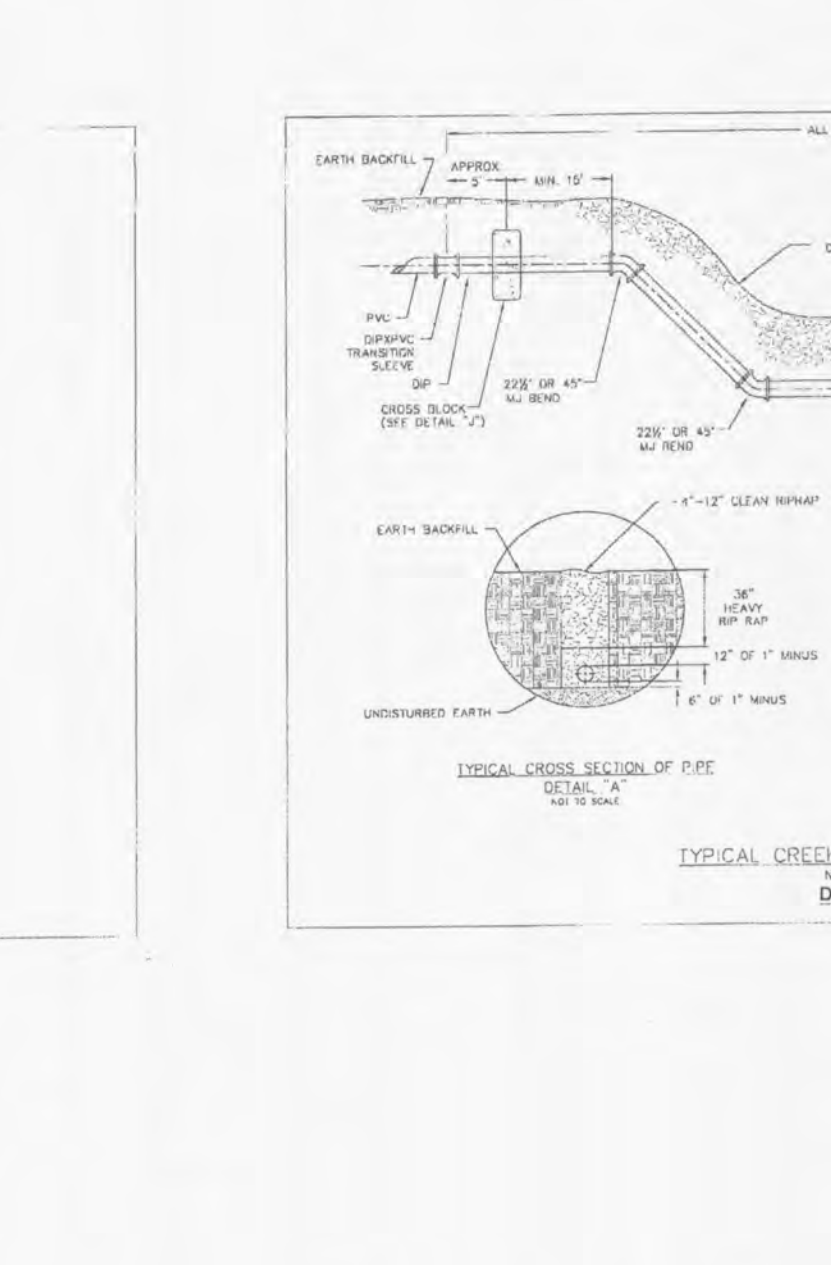 ALL
EARTH BACKFILL
APPROX
5'
MIN. 15'
PVC
DIPXPVC
TRANSITION
SLEEVE
DIP
CROSS BLOCK
(SEE DETAIL "J")
22½° OR 45°
MJ BEND
22½° OR 45°
MJ BEND
4"-12" CLEAN RIPRAP
EARTH BACKFILL
36"
HEAVY
RIP RAP
12" OF 1" MINUS
6" OF 1" MINUS
UNDISTURBED EARTH
TYPICAL CROSS SECTION OF PIPE
DETAIL "A"
NOT TO SCALE
TYPICAL CREEK
N
D